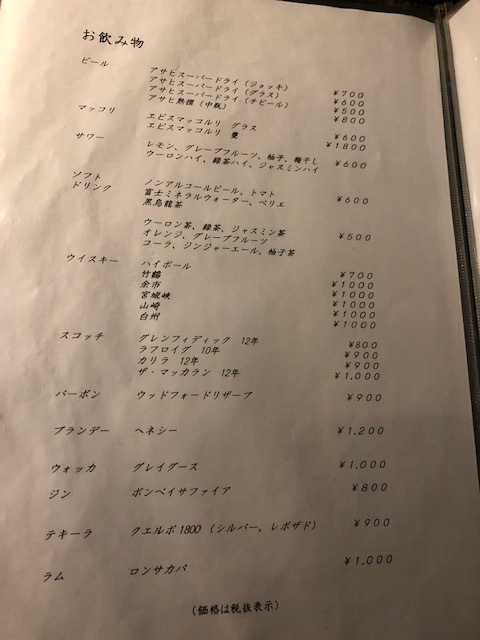 お飲み物
ビール
アサヒスーパードライ（ジョッキ） ¥700
アサヒスーパードライ（グラス） ¥600
アサヒスーパードライ（チビール） ¥500
アサヒ熟撰（中瓶） ¥800
マッコリ
エビスマッコルリ グラス ¥600
エビスマッコルリ 甕 ¥1800
サワー
レモン、グレープフルーツ、柚子、梅干し
ウーロンハイ、緑茶ハイ、ジャスミンハイ ¥600
ソフト
ドリンク ノンアルコールビール、トマト
富士ミネラルウォーター、ペリエ ¥600
黒烏龍茶
ウーロン茶、緑茶、ジャスミン茶
オレンジ、グレープフルーツ ¥500
コーラ、ジンジャーエール、柚子茶
ウイスキー ハイボール ¥700
竹鶴 ¥1000
余市 ¥1000
宮城峡 ¥1000
山崎 ¥1000
白州 ¥1000
スコッチ グレンフィディック 12年 ¥800
ラフロイグ 10年 ¥900
カリラ 12年 ¥900
ザ・マッカラン 12年 ¥1,000
バーボン ウッドフォードリザーブ ¥900
ブランデー ヘネシー ¥1,200
ウォッカ グレイグース ¥1,000
ジン ボンベイサファイア ¥800
テキーラ クエルボ1800（シルバー、レポザド） ¥900
ラム ロンサカパ ¥1,000
（価格は税抜表示）